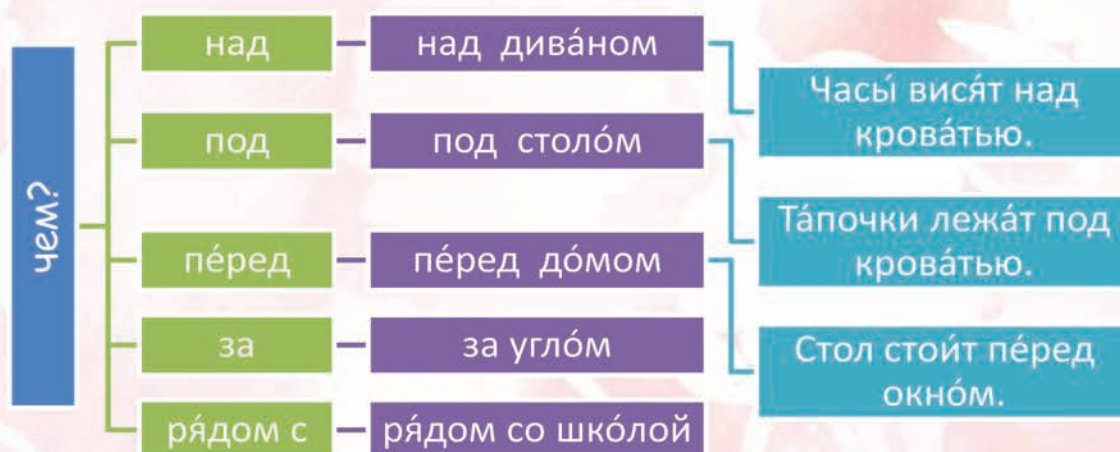 чем?
над
над дива́ном
Часы́ вися́т над
крова́тью.
под
под столо́м
Та́почки лежа́т под
крова́тью.
пе́ред
пе́ред до́мом
Стол стои́т пе́ред
окно́м.
за
за угло́м
ря́дом с
ря́дом со шко́лой